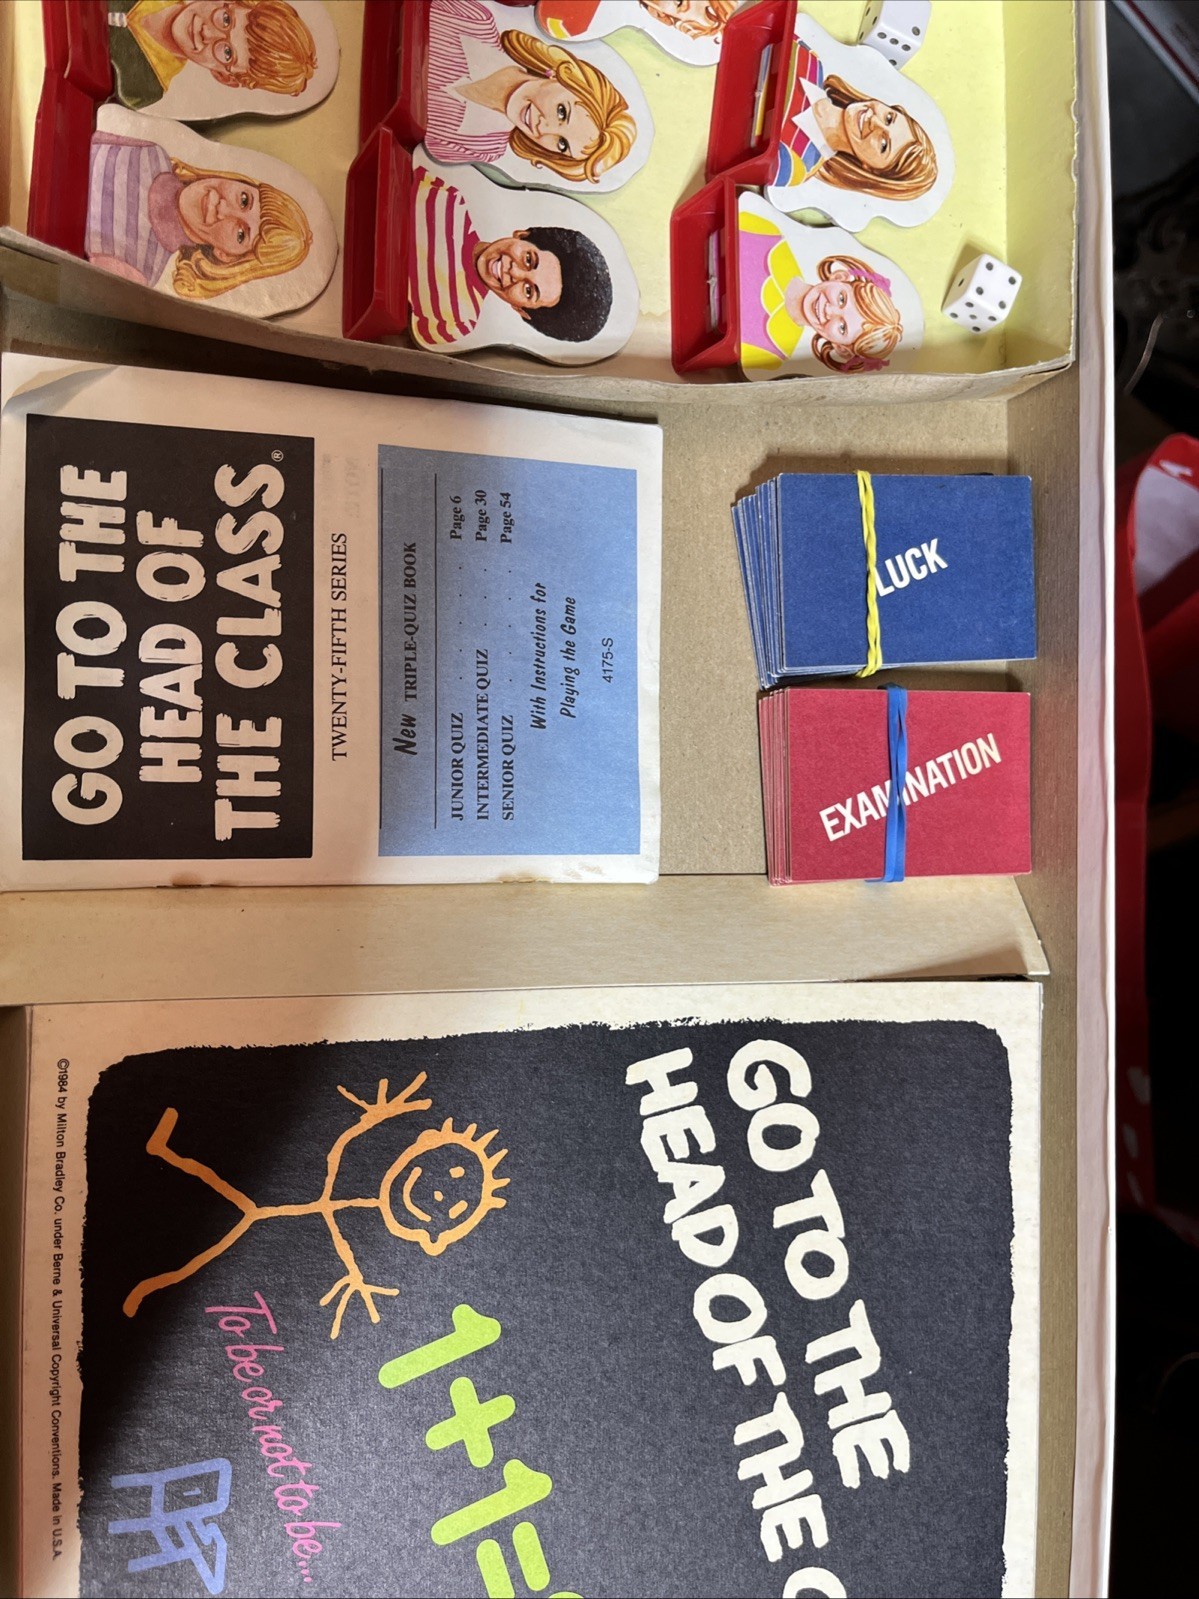 GO TO THE
HEAD OF
THE CLASS®
TWENTY-FIFTH SERIES
New TRIPLE-QUIZ BOOK
JUNIOR QUIZ . . . . Page 6
INTERMEDIATE QUIZ . . . Page 30
SENIOR QUIZ . . . . Page 54
With Instructions for
Playing the Game
4175-S
LUCK
EXAMINATION
GO TO THE
HEAD OF THE
1+1=
To be or not to be...
©1984 by Milton Bradley Co. under Berne & Universal Copyright Conventions. Made in U.S.A.